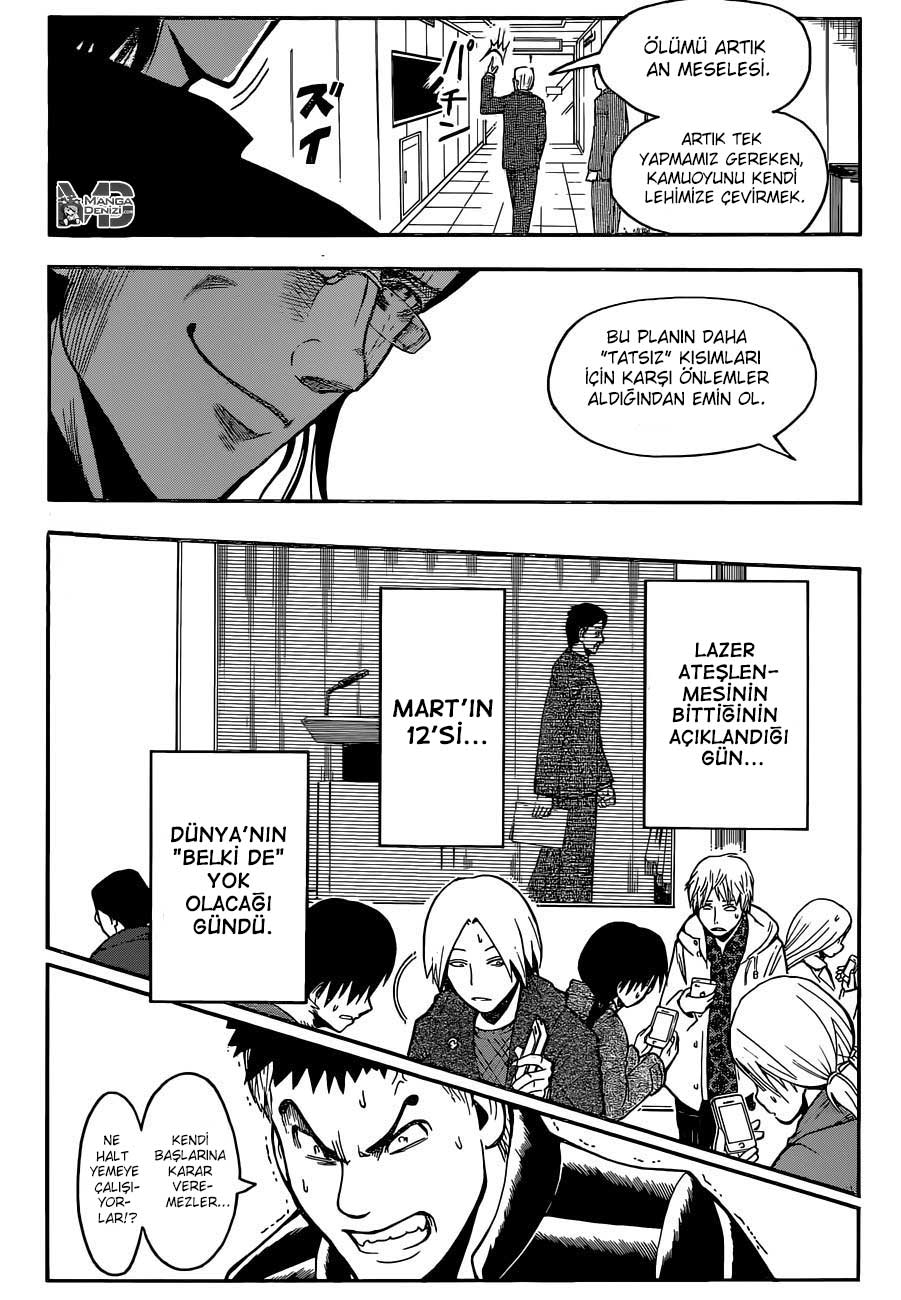 ÖLÜMÜ ARTIK
AN MESELESİ.
ARTIK TEK
YAPMAMIZ GEREKEN,
KAMUOYUNU KENDİ
LEHİMİZE ÇEVİRMEK.
パチン
ズイ
MD
MANGA
DENİZİ
BU PLANIN DAHA
"TATSIZ" KISIMLARI
İÇİN KARŞI ÖNLEMLER
ALDIĞINDAN EMİN OL.
LAZER
ATEŞLEN-
MESİNİN
BİTTİĞİNİN
AÇIKLANDIĞI
GÜN...
MART'IN
12'Sİ...
DÜNYA'NIN
"BELKİ DE"
YOK
OLACAĞI
GÜNDÜ.
KENDİ
BAŞLARINA
KARAR
VERE-
MEZLER...
NE
HALT
YEMEYE
ÇALIŞI-
YOR-
LAR!?